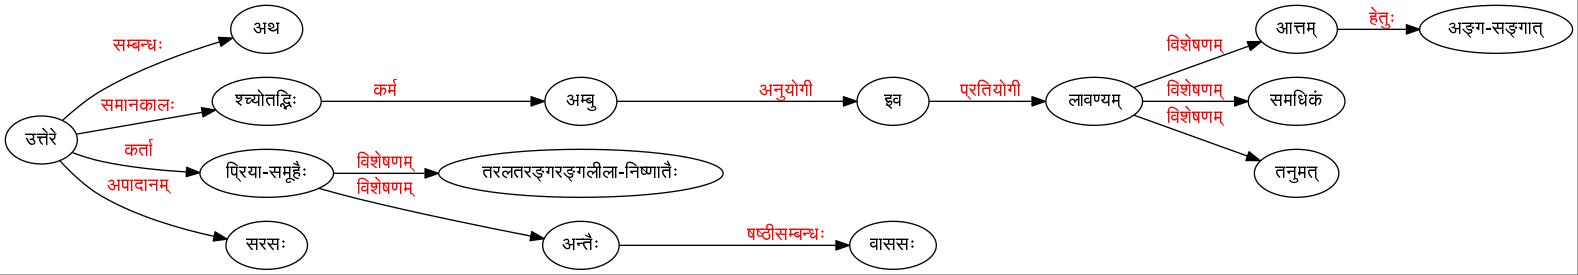 अथ
आत्तम्
हेतुः
अङ्ग-सङ्गात्
सम्बन्धः
विशेषणम्
समानकालः
श्च्योतद्भिः
कर्म
अम्बु
अनुयोगी
इव
प्रतियोगी
लावण्यम्
विशेषणम्
समधिकं
विशेषणम्
उत्तेरे
कर्ता
प्रिया-समूहैः
विशेषणम्
तरलतरङ्गरङ्गलीला-निष्णातैः
तनुमत्
विशेषणम्
अपादानम्
सरसः
अन्तैः
षष्ठीसम्बन्धः
वाससः